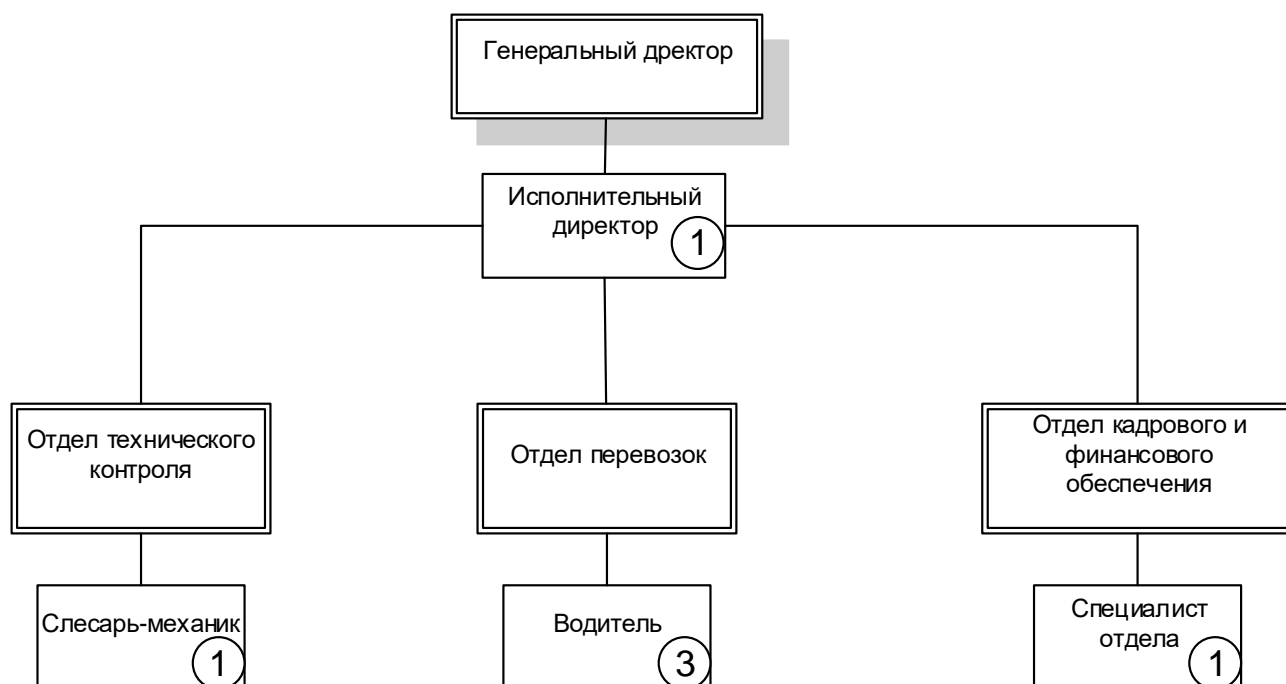 Генеральный дректор
Исполнительный
директор
1
Отдел технического
контроля
Отдел перевозок
Отдел кадрового и
финансового
обеспечения
Слесарь-механик
1
Водитель
3
Специалист
отдела
1